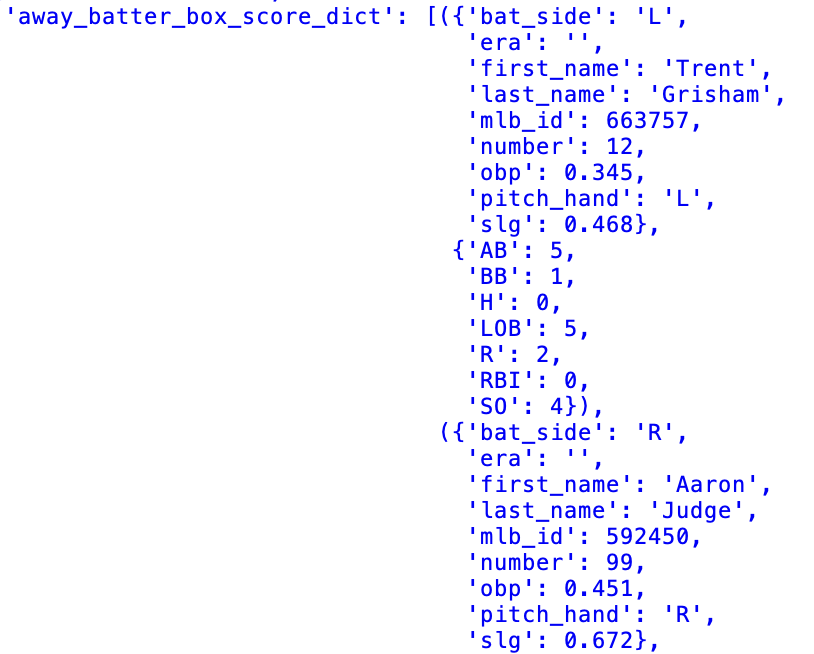 'away_batter_box_score_dict': [({'bat_side': 'L',
'era': '',
'first_name': 'Trent',
'last_name': 'Grisham',
'mlb_id': 663757,
'number': 12,
'obp': 0.345,
'pitch_hand': 'L',
'slg': 0.468},
{'AB': 5,
'BB': 1,
'H': 0,
'LOB': 5,
'R': 2,
'RBI': 0,
'SO': 4}),
({'bat_side': 'R',
'era': '',
'first_name': 'Aaron',
'last_name': 'Judge',
'mlb_id': 592450,
'number': 99,
'obp': 0.451,
'pitch_hand': 'R',
'slg': 0.672},